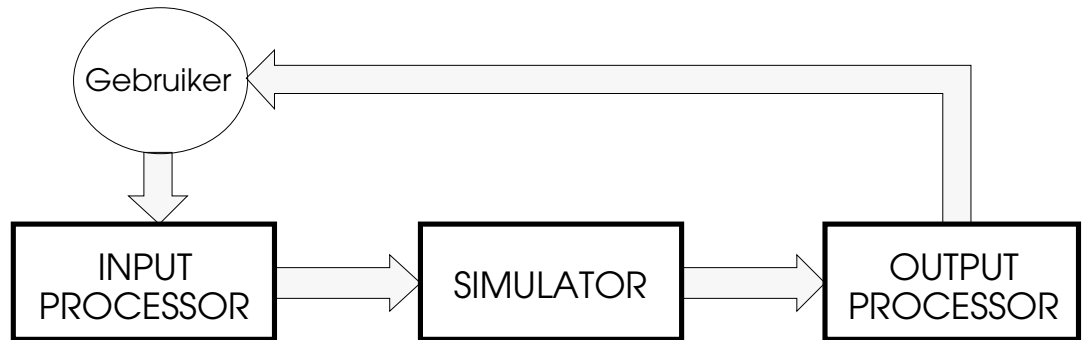 Gebruiker
INPUT
PROCESSOR
SIMULATOR
OUTPUT
PROCESSOR